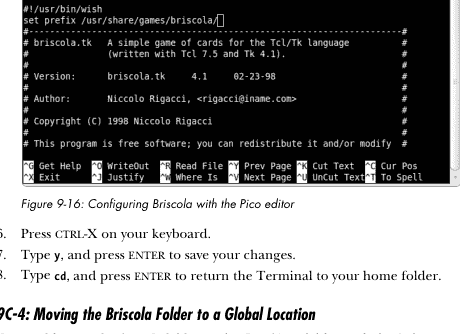 #!/usr/bin/wish
set prefix /usr/share/games/briscola/
#------------------------------------------------------------------#
# briscola.tk   A simple game of cards for the Tcl/Tk language #
# (written with Tcl 7.5 and Tk 4.1). #
# #
# Version: briscola.tk 4.1 02-23-98 #
# #
# Author: Niccolo Rigacci, <rigacci@iname.com> #
# #
# Copyright (C) 1998 Niccolo Rigacci #
# #
# This program is free software; you can redistribute it and/or modify #
^G Get Help ^O WriteOut ^R Read File ^Y Prev Page ^K Cut Text ^C Cur Pos
^X Exit ^J Justify ^W Where Is ^V Next Page ^U UnCut Text ^T To Spell
Figure 9-16: Configuring Briscola with the Pico editor
Press CTRL-X on your keyboard.
7. Type y, and press ENTER to save your changes.
8. Type cd, and press ENTER to return the Terminal to your home folder.
9C-4: Moving the Briscola Folder to a Global Location